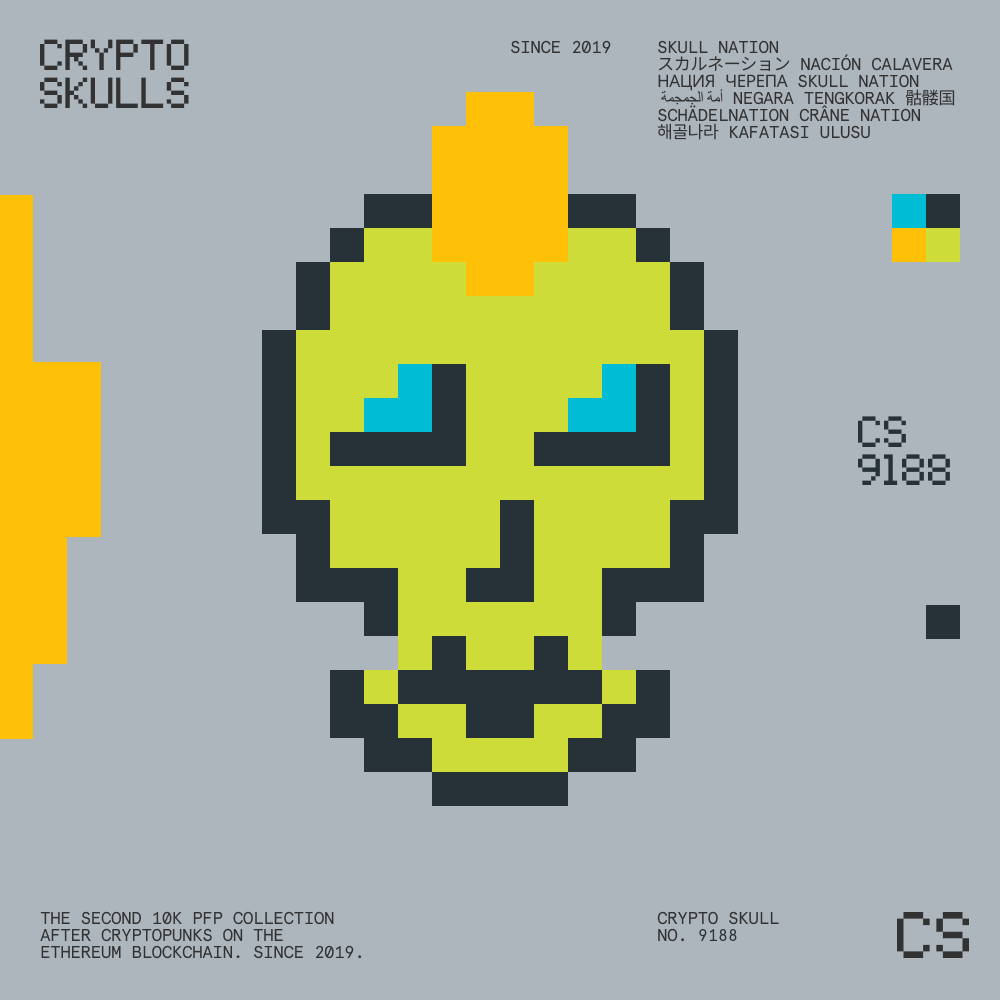 CRYPTO
SKULLS
SINCE 2019
SKULL NATION
スカルネーション NACIÓN CALAVERA
НАЦИЯ ЧЕРЕПА SKULL NATION
أمة الجمجمة NEGARA TENGKORAK 骷髅国
SCHÄDELNATION CRÂNE NATION
해골나라 KAFATASI ULUSU
CS
9188
THE SECOND 10K PFP COLLECTION
AFTER CRYPTOPUNKS ON THE
ETHEREUM BLOCKCHAIN. SINCE 2019.
CRYPTO SKULL
NO. 9188
CS